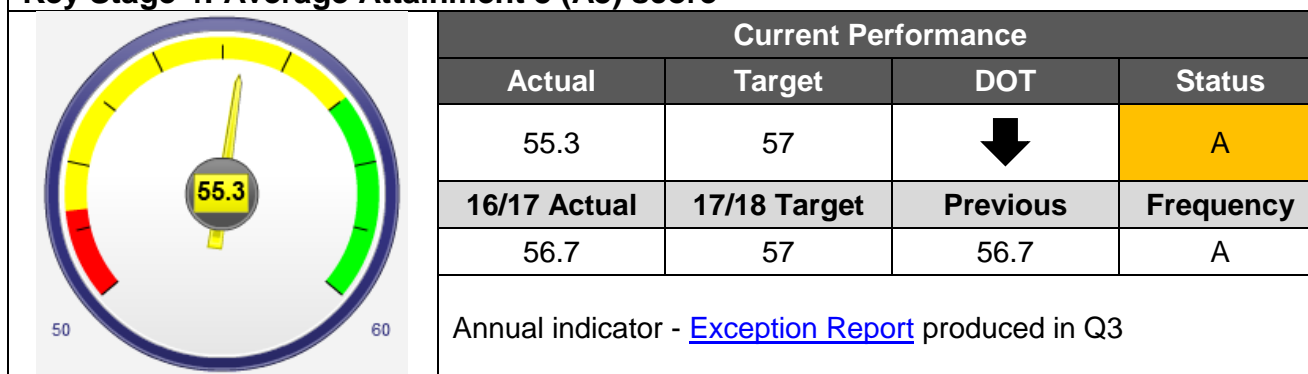 Key Stage 4: Average Attainment 8 (A8) score
Current Performance
Actual Target DOT Status
55.3 57 A
16/17 Actual 17/18 Target Previous Frequency
56.7 57 56.7 A
Annual indicator - Exception Report produced in Q3
55.3
50 60